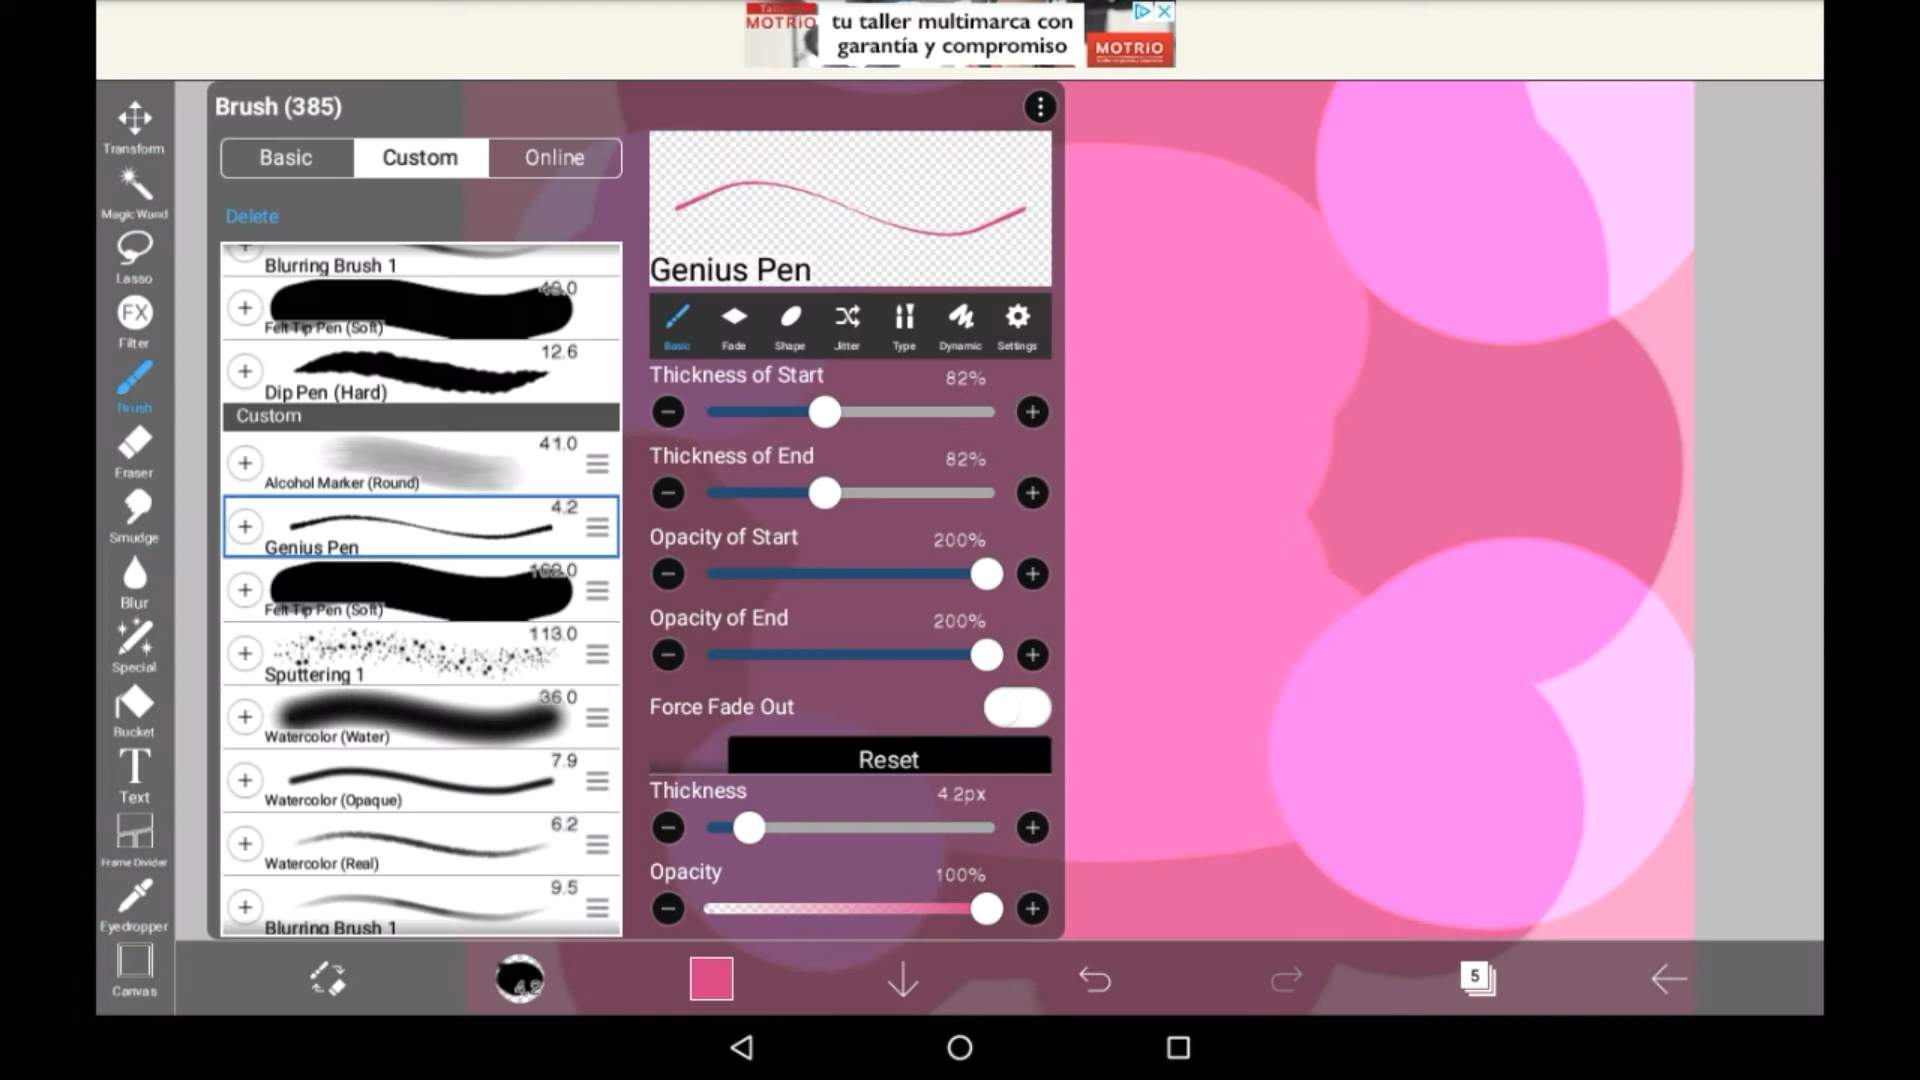 Talleres
MOTRIO
tu taller multimarca con
garantía y compromiso
MOTRIO
Transform
Magic Wand
Lasso
FX
Filter
Brush
Eraser
Smudge
Blur
Special
Bucket
T
Text
Frame Divider
Eyedropper
Canvas
Brush (385)
Basic
Custom
Online
Delete
Blurring Brush 1
48.0
Felt Tip Pen (Soft)
12.6
Dip Pen (Hard)
Custom
41.0
Alcohol Marker (Round)
4.2
Genius Pen
Felt Tip Pen (Soft)
113.0
Sputtering 1
36.0
Watercolor (Water)
7.9
Watercolor (Opaque)
6.2
Watercolor (Real)
9.5
Blurring Brush 1
Genius Pen
Basic
Fade
Shape
Jitter
Type
Dynamic
Settings
Thickness of Start
82%
Thickness of End
82%
Opacity of Start
200%
Opacity of End
200%
Force Fade Out
Reset
Thickness
4.2px
Opacity
100%
4.2
5